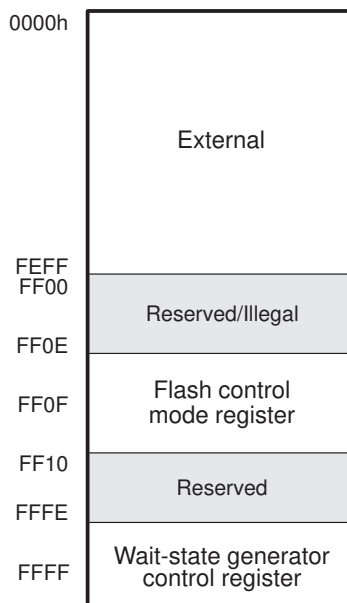 0000h
External
FEFF
FF00
Reserved/Illegal
FF0E
FF0F
Flash control
mode register
FF10
Reserved
FFFE
FFFF
Wait-state generator
control register